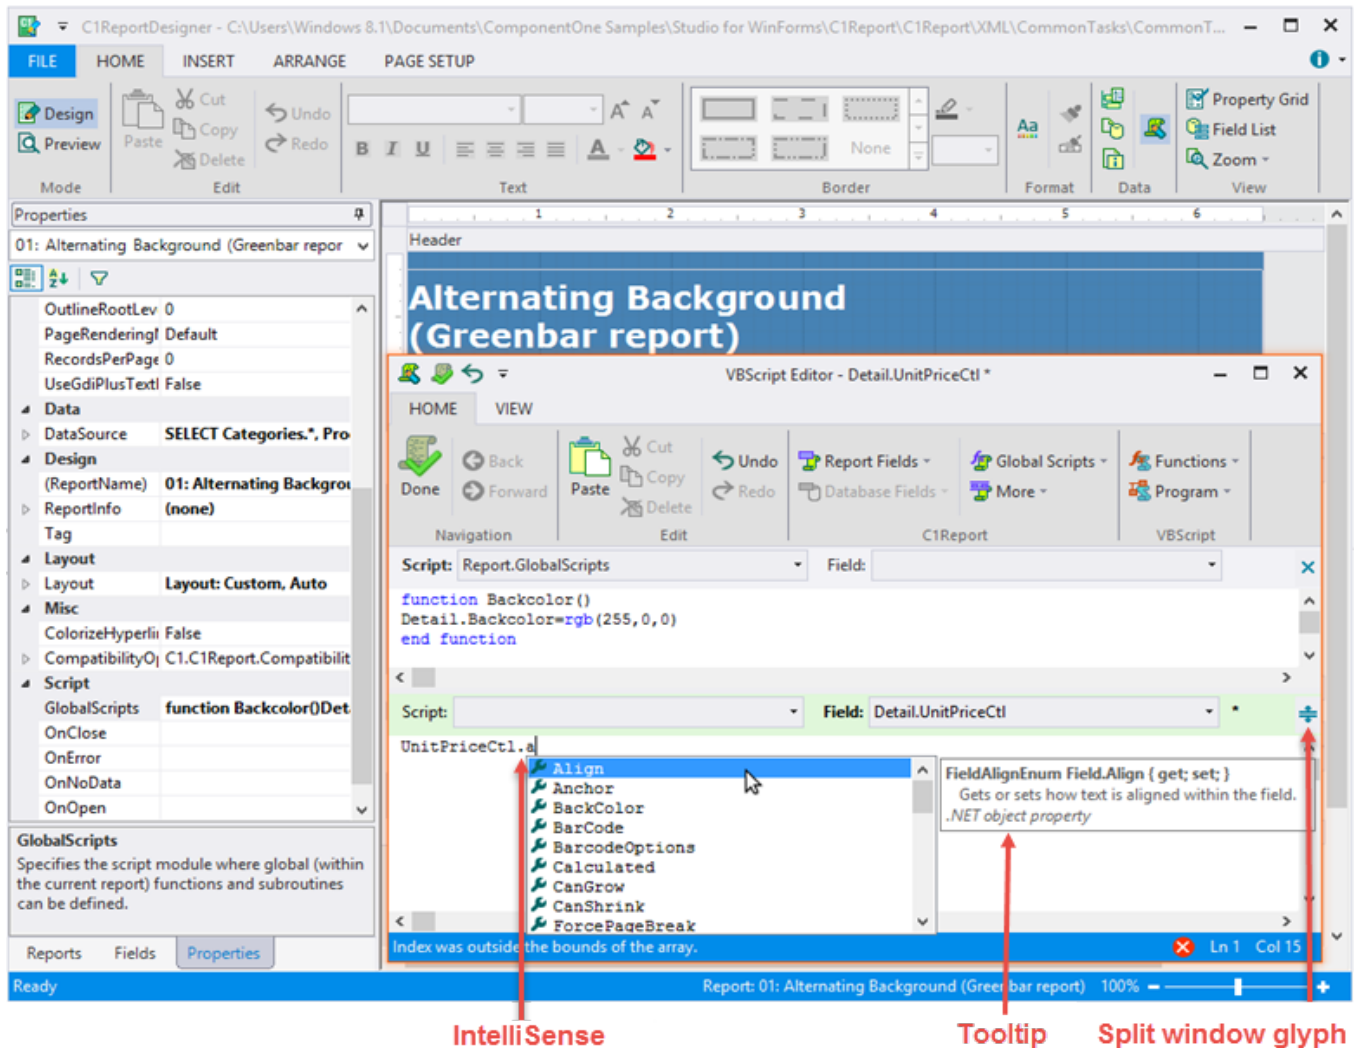 C1ReportDesigner - C:\Users\Windows 8.1\Documents\ComponentOne Samples\Studio for WinForms\C1Report\C1Report\XML\CommonTasks\CommonT...
FILE HOME INSERT ARRANGE PAGE SETUP
Design
Preview
Mode
Paste
Cut
Copy
Delete
Undo
Redo
Edit
B I U A
Text
None
Border
Aa
Format
Data
Property Grid
Field List
Zoom
View
Properties
01: Alternating Background (Greenbar repor
OutlineRootLev 0
PageRendering Default
RecordsPerPage 0
UseGdiPlusText False
Data
DataSource SELECT Categories.*, Pro
Design
(ReportName) 01: Alternating Backgrou
ReportInfo (none)
Tag
Layout
Layout Layout: Custom, Auto
Misc
ColorizeHyperli False
CompatibilityO C1.C1Report.Compatibilit
Script
GlobalScripts function Backcolor()Det
OnClose
OnError
OnNoData
OnOpen
GlobalScripts
Specifies the script module where global (within
the current report) functions and subroutines
can be defined.
Reports Fields Properties
1 2 3 4 5 6
Header
Alternating Background
(Greenbar report)
VBScript Editor - Detail.UnitPriceCtl *
HOME VIEW
Done
Back
Forward
Navigation
Paste
Cut
Copy
Delete
Undo
Redo
Edit
Report Fields
Database Fields
Global Scripts
More
C1Report
Functions
Program
VBScript
Script: Report.GlobalScripts Field:
function Backcolor()
Detail.Backcolor=rgb(255,0,0)
end function
Script: Field: Detail.UnitPriceCtl *
UnitPriceCtl.a
Align
Anchor
BackColor
BarCode
BarcodeOptions
Calculated
CanGrow
CanShrink
ForcePageBreak
FieldAlignEnum Field.Align { get; set; }
Gets or sets how text is aligned within the field.
.NET object property
Index was outside the bounds of the array. Ln 1 Col 15
Ready Report: 01: Alternating Background (Greenbar report) 100%
IntelliSense Tooltip Split window glyph